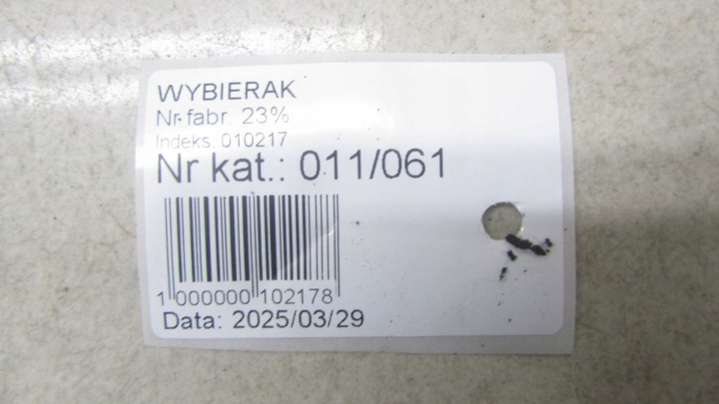 WYBIERAK
Nr fabr. 23%
Indeks: 010217
Nr kat.: 011/061
1 000000 102178
Data: 2025/03/29